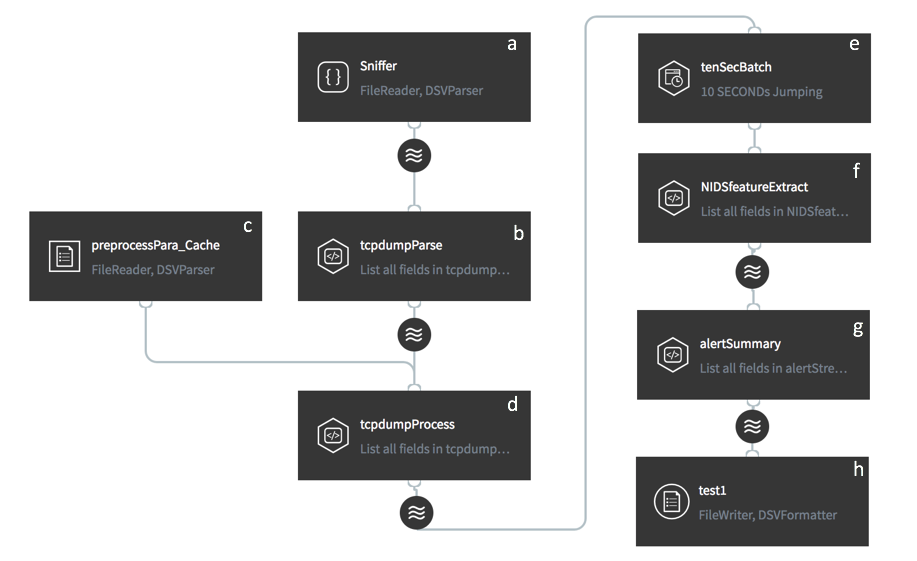 a
Sniffer
FileReader, DSVParser
b
tcpdumpParse
List all fields in tcpdump...
c
preprocessPara_Cache
FileReader, DSVParser
d
tcpdumpProcess
List all fields in tcpdump...
e
tenSecBatch
10 SECONDs Jumping
f
NIDSfeatureExtract
List all fields in NIDSfeat...
g
alertSummary
List all fields in alertStre...
h
test1
FileWriter, DSVFormatter